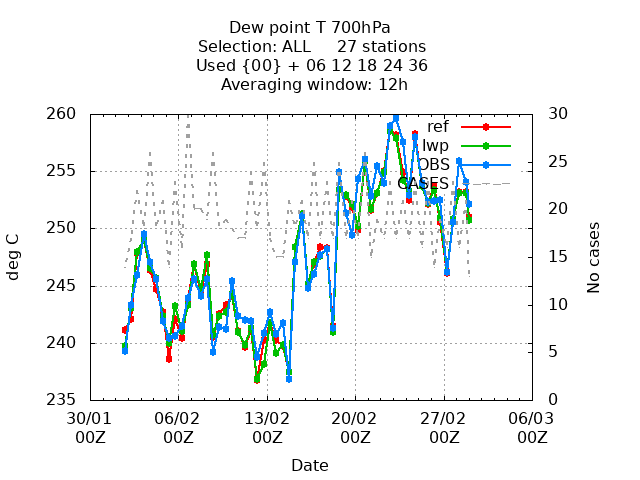 Dew point T 700hPa
Selection: ALL     27 stations
Used {00} + 06 12 18 24 36
Averaging window: 12h
260
255
250
245
240
235
deg C
30
25
20
15
10
5
0
No cases
ref
lwp
OBS
CASES
30/01 06/02 13/02 20/02 27/02 06/03
00Z 00Z 00Z 00Z 00Z 00Z
Date